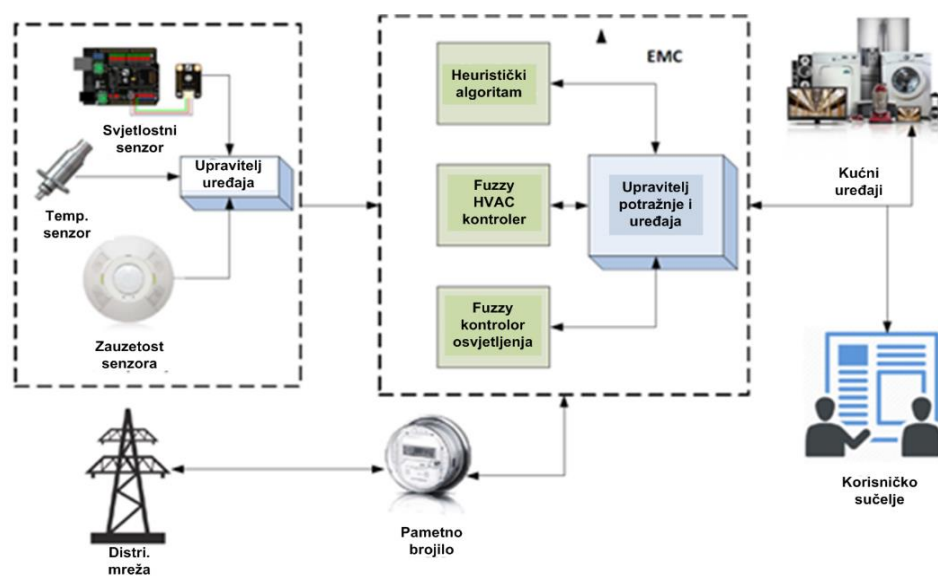 EMC
Heuristički
algoritam
Svjetlostni
senzor
Upravitelj
uređaja
Temp.
senzor
Fuzzy
HVAC
kontroler
Upravitelj
potražnje i
uređaja
Kućni
uređaji
Zauzetost
senzora
Fuzzy
kontrolor
osvjetljenja
Korisničko
sučelje
Pametno
brojilo
Distri.
mreža